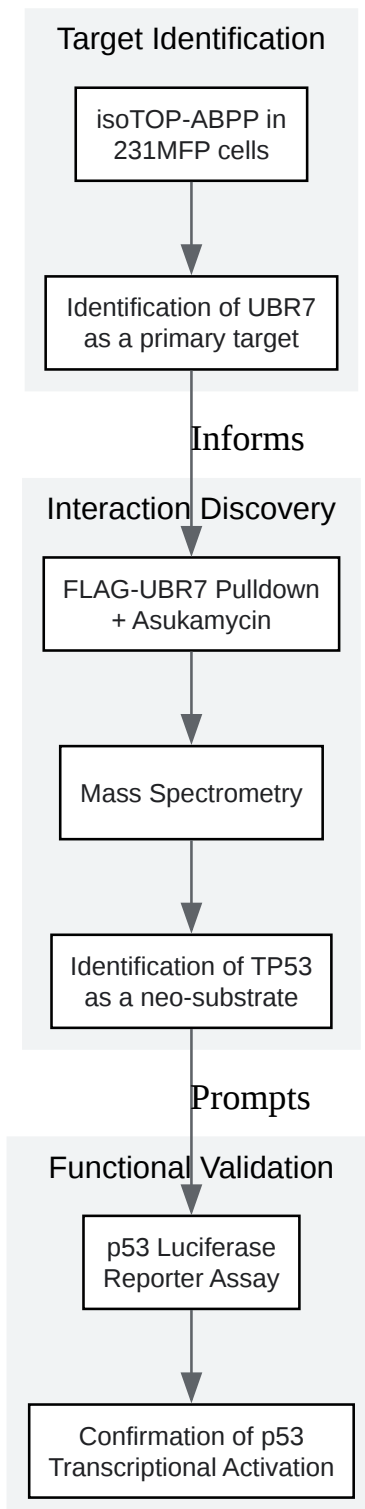 Target Identification
isoTOP-ABPP in
231MFP cells
Identification of UBR7
as a primary target
Informs
Interaction Discovery
FLAG-UBR7 Pulldown
+ Asukamycin
Mass Spectrometry
Identification of TP53
as a neo-substrate
Prompts
Functional Validation
p53 Luciferase
Reporter Assay
Confirmation of p53
Transcriptional Activation